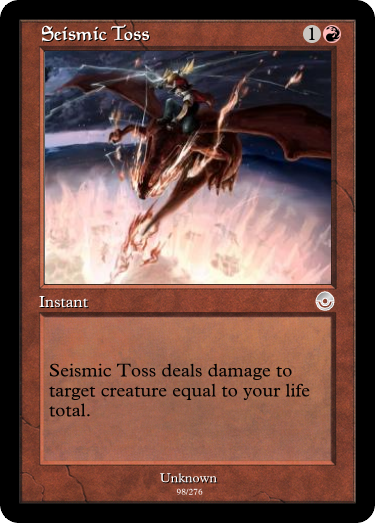 Seismic Toss 1
Instant
Seismic Toss deals damage to
target creature equal to your life
total.
Unknown
98/276